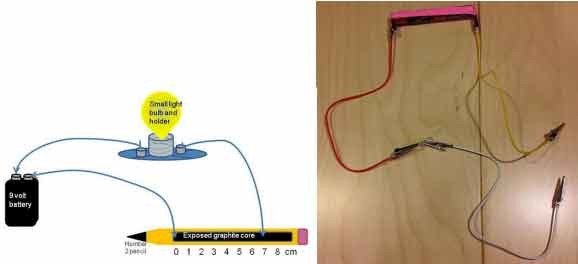 Small light
bulb and
holder
9 volt
battery
Number
2 pencil
Exposed graphite core
0 1 2 3 4 5 6 7 8 cm